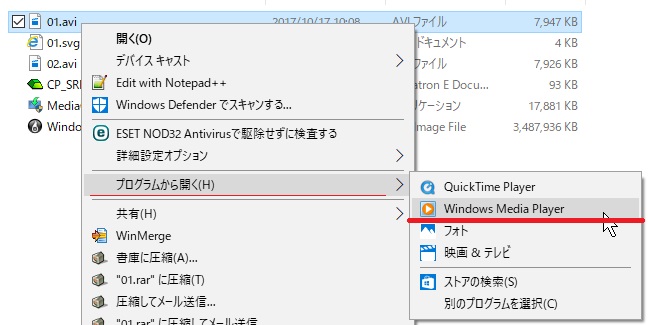 01.avi 2017/10/17 10:08 AVI ファイル 7,947 KB
01.svg ドキュメント 4 KB
02.avi ファイル 7,926 KB
CP_SR atron E Docu... 93 KB
Media リケーション 17,881 KB
Windo mage File 3,487,936 KB
開く(O)
デバイス キャスト
Edit with Notepad++
Windows Defender でスキャンする...
ESET NOD32 Antivirusで駆除せずに検査する
詳細設定オプション
プログラムから開く(H)
共有(H)
WinMerge
書庫に圧縮(A)...
"01.rar" に圧縮(T)
圧縮してメール送信...
"01.rar" に圧縮してメール送信
QuickTime Player
Windows Media Player
フォト
映画 & テレビ
ストアの検索(S)
別のプログラムを選択(C)